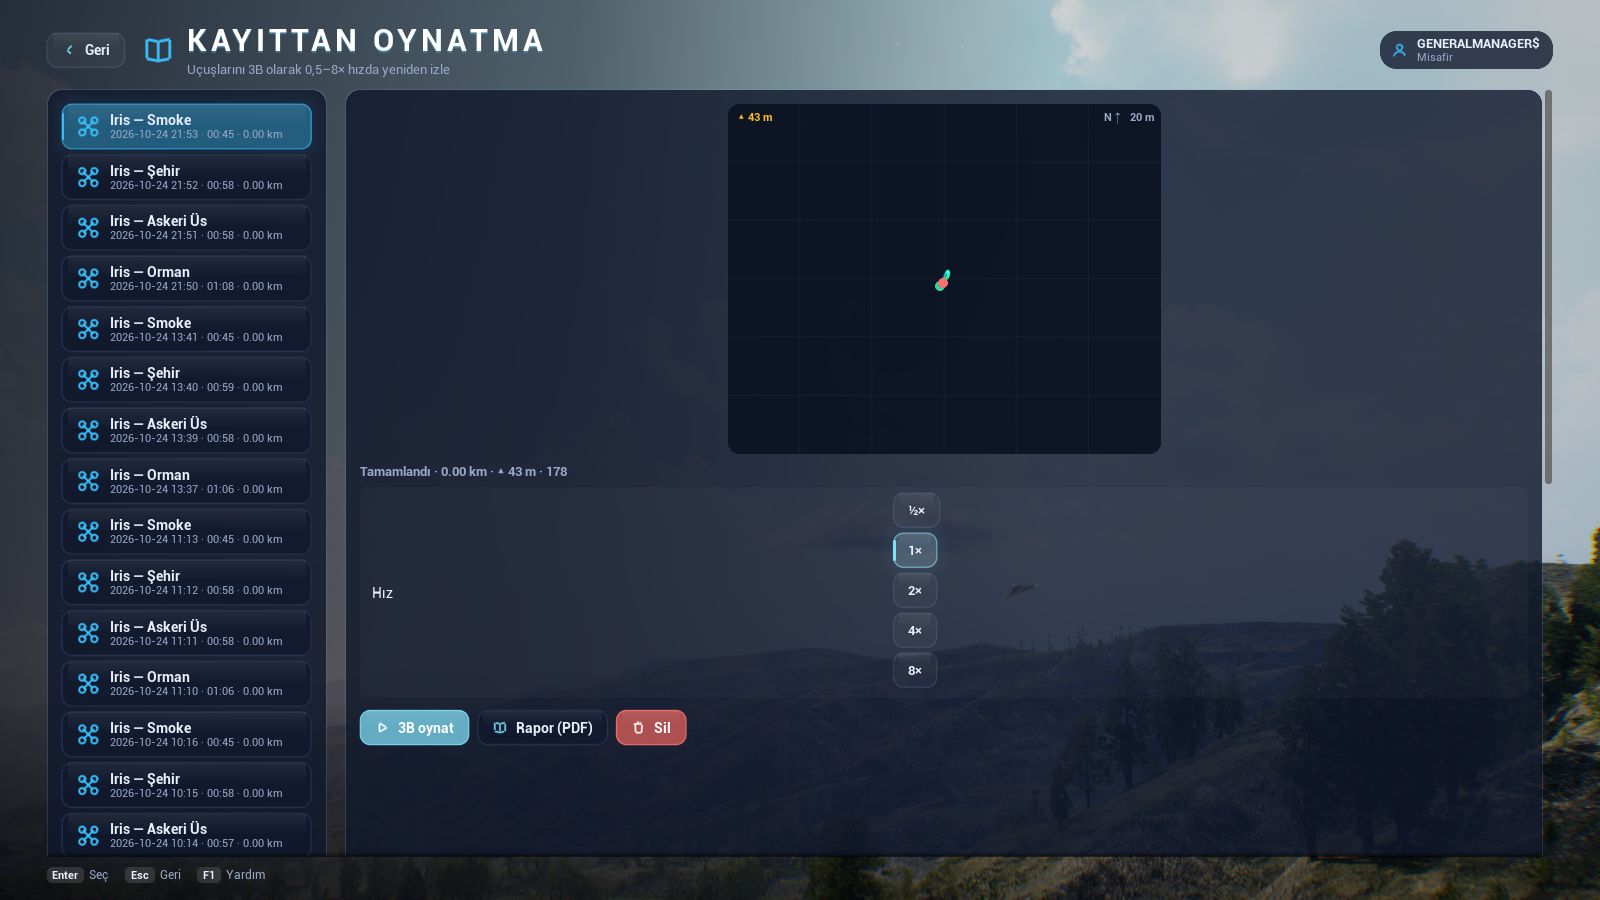 Geri
KAYITTAN OYNATMA
Uçuşlarını 3B olarak 0,5–8× hızda yeniden izle
GENERALMANAGER$
Misafir
Iris — Smoke
2026-10-24 21:53 · 00:45 · 0.00 km
Iris — Şehir
2026-10-24 21:52 · 00:58 · 0.00 km
Iris — Askeri Üs
2026-10-24 21:51 · 00:58 · 0.00 km
Iris — Orman
2026-10-24 21:50 · 01:08 · 0.00 km
Iris — Smoke
2026-10-24 13:41 · 00:45 · 0.00 km
Iris — Şehir
2026-10-24 13:40 · 00:59 · 0.00 km
Iris — Askeri Üs
2026-10-24 13:39 · 00:58 · 0.00 km
Iris — Orman
2026-10-24 13:37 · 01:06 · 0.00 km
Iris — Smoke
2026-10-24 11:13 · 00:45 · 0.00 km
Iris — Şehir
2026-10-24 11:12 · 00:58 · 0.00 km
Iris — Askeri Üs
2026-10-24 11:11 · 00:58 · 0.00 km
Iris — Orman
2026-10-24 11:10 · 01:06 · 0.00 km
Iris — Smoke
2026-10-24 10:16 · 00:45 · 0.00 km
Iris — Şehir
2026-10-24 10:15 · 00:58 · 0.00 km
Iris — Askeri Üs
2026-10-24 10:14 · 00:57 · 0.00 km
▲ 43 m
N ↑ 20 m
Tamamlandı · 0.00 km · ▲ 43 m · 178
Hız
½×
1×
2×
4×
8×
3B oynat
Rapor (PDF)
Sil
Enter Seç Esc Geri F1 Yardım